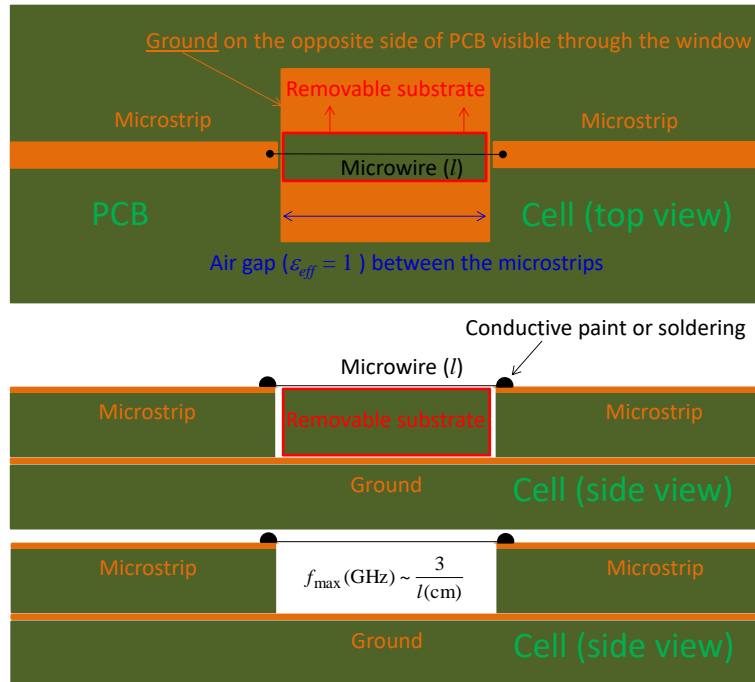 Ground on the opposite side of PCB visible through the window
Removable substrate
Microstrip
Microstrip
Microwire (l)
PCB
Cell (top view)
Air gap (ε_eff = 1 ) between the microstrips
Conductive paint or soldering
Microwire (l)
Microstrip
Removable substrate
Microstrip
Ground
Cell (side view)
Microstrip
f_max (GHz) ~ 3 / l(cm)
Microstrip
Ground
Cell (side view)